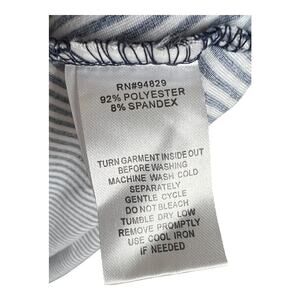 RN#94829
92% POLYESTER
8% SPANDEX
TURN GARMENT INSIDE OUT
BEFORE WASHING
MACHINE WASH COLD
SEPARATELY
GENTLE CYCLE
DO NOT BLEACH
TUMBLE DRY LOW
REMOVE PROMPTLY
USE COOL IRON
IF NEEDED